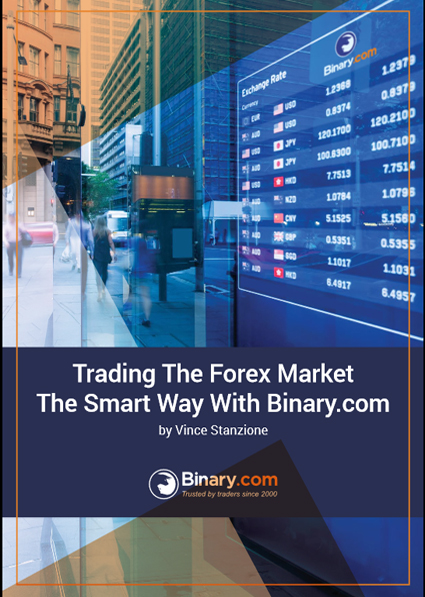 Binary.com
Exchange Rate
Currency
EUR USD 1.2368 1.2379
AUD USD 0.8374 0.8379
USD JPY 120.1700 120.2100
AUD JPY 100.6300 100.7100
USD HKD 7.7513 7.7514
AUD NZD 1.0784 1.0796
AUD CNY 5.1525 5.1560
AUD GBP 0.5351 0.5355
AUD SGD 1.1017 1.1031
AUD HKD 6.4917 6.4957
Trading The Forex Market
The Smart Way With Binary.com
by Vince Stanzione
Binary.com
Trusted by traders since 2000